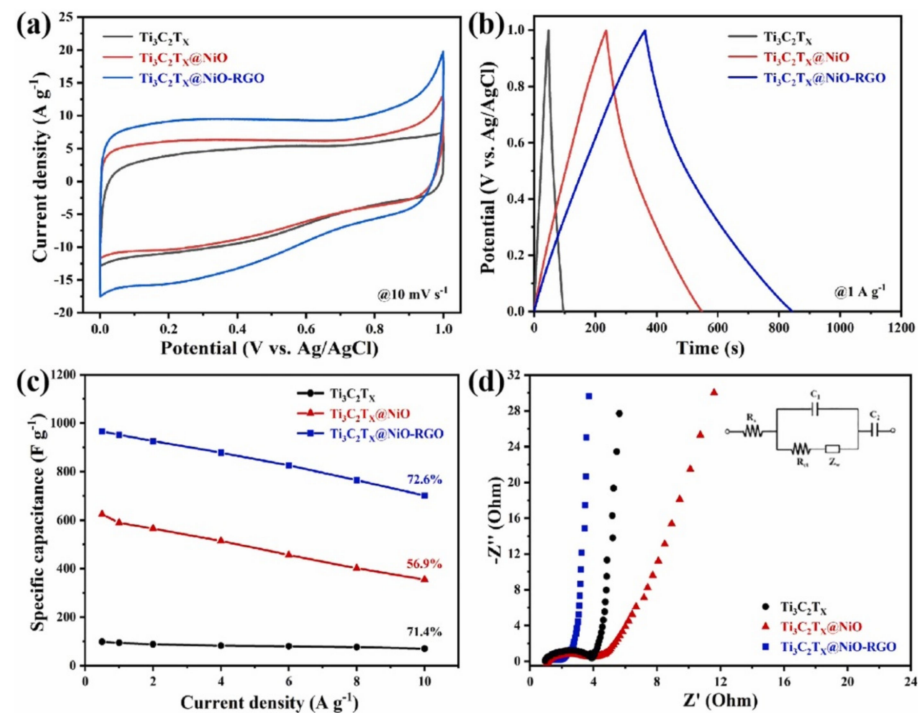 (a)
Ti₃C₂Tₓ
Ti₃C₂Tₓ@NiO
Ti₃C₂Tₓ@NiO-RGO
@10 mV s⁻¹
25
20
15
10
5
0
-5
-10
-15
-20
0.0 0.2 0.4 0.6 0.8 1.0
Current density (A g⁻¹)
Potential (V vs. Ag/AgCl)
(b)
Ti₃C₂Tₓ
Ti₃C₂Tₓ@NiO
Ti₃C₂Tₓ@NiO-RGO
@1 A g⁻¹
1.0
0.8
0.6
0.4
0.2
0.0
0 200 400 600 800 1000 1200
Potential (V vs. Ag/AgCl)
Time (s)
(c)
Ti₃C₂Tₓ
Ti₃C₂Tₓ@NiO
Ti₃C₂Tₓ@NiO-RGO
72.6%
56.9%
71.4%
1200
1000
800
600
400
200
0
0 2 4 6 8 10
Specific capacitance (F g⁻¹)
Current density (A g⁻¹)
(d)
C₁
C₂
Rₛ
R_ct
Z_w
Ti₃C₂Tₓ
Ti₃C₂Tₓ@NiO
Ti₃C₂Tₓ@NiO-RGO
32
28
24
20
16
12
8
4
0
0 4 8 12 16 20 24
-Z'' (Ohm)
Z' (Ohm)